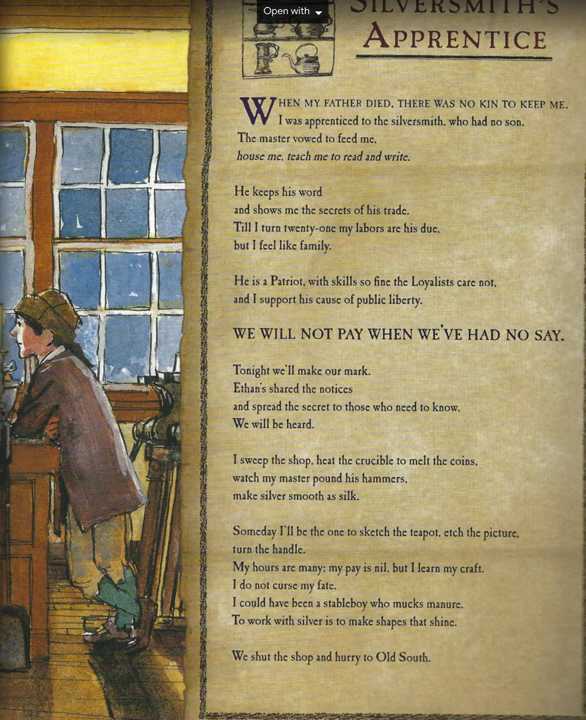 Open with
SILVERSMITH'S
APPRENTICE
P
WHEN MY FATHER DIED, THERE WAS NO KIN TO KEEP ME.
I was apprenticed to the silversmith, who had no son.
The master vowed to feed me,
house me, teach me to read and write.
He keeps his word
and shows me the secrets of his trade.
Till I turn twenty-one my labors are his due,
but I feel like family.
He is a Patriot, with skills so fine the Loyalists care not,
and I support his cause of public liberty.
WE WILL NOT PAY WHEN WE'VE HAD NO SAY.
Tonight we'll make our mark.
Ethan's shared the notices
and spread the secret to those who need to know.
We will be heard.
I sweep the shop, heat the crucible to melt the coins,
watch my master pound his hammers,
make silver smooth as silk.
Someday I'll be the one to sketch the teapot, etch the picture,
turn the handle.
My hours are many; my pay is nil, but I learn my craft.
I do not curse my fate.
I could have been a stableboy who mucks manure.
To work with silver is to make shapes that shine.
We shut the shop and hurry to Old South.